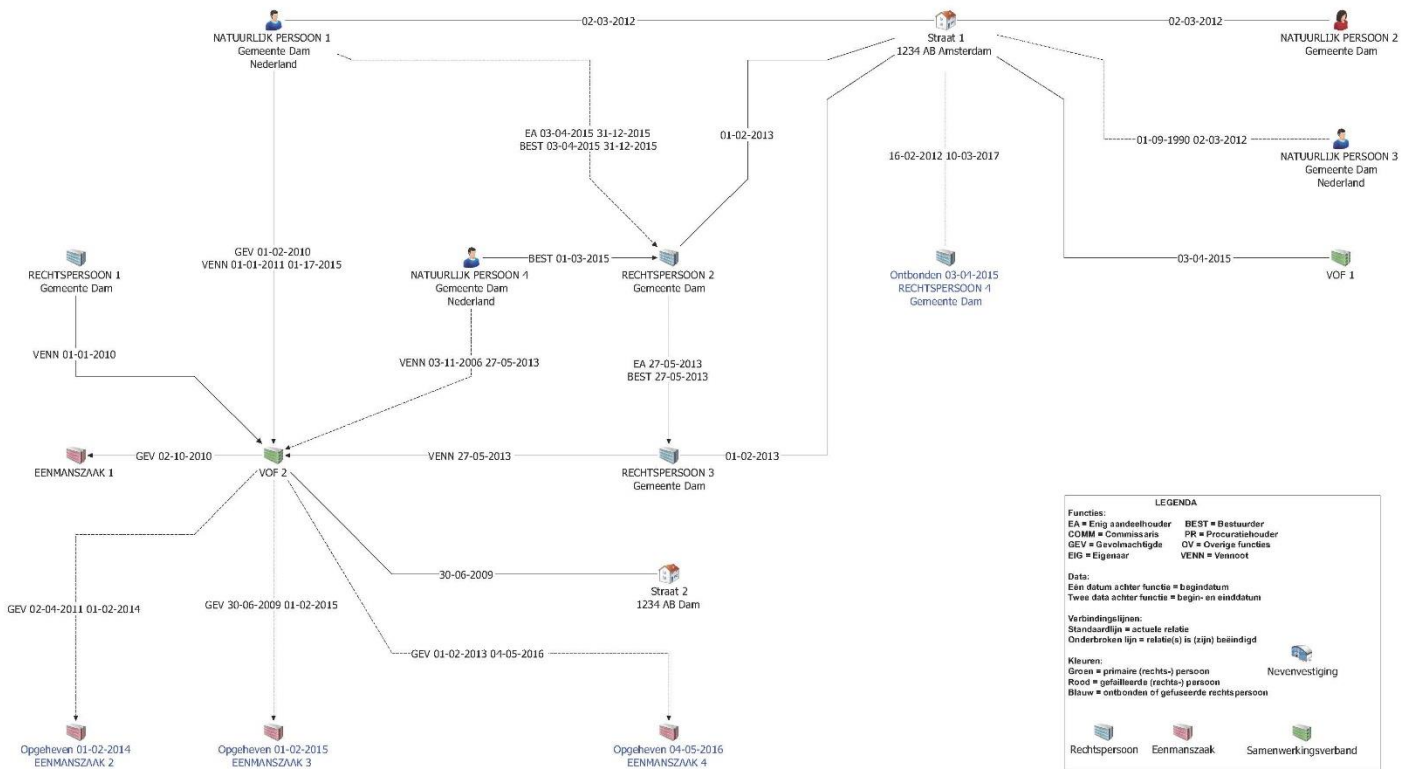 02-03-2012
02-03-2012
NATUURLIJK PERSOON 1
Gemeente Dam
Nederland
Straat 1
1234 AB Amsterdam
NATUURLIJK PERSOON 2
Gemeente Dam
EA 03-04-2015 31-12-2015
BEST 03-04-2015 31-12-2015
01-02-2013
16-02-2012 10-03-2017
01-09-1990 02-03-2012
NATUURLIJK PERSOON 3
Gemeente Dam
Nederland
GEV 01-02-2010
VENN 01-01-2011 01-17-2015
RECHTSPERSOON 1
Gemeente Dam
NATUURLIJK PERSOON 4
Gemeente Dam
Nederland
BEST 01-03-2015
RECHTSPERSOON 2
Gemeente Dam
Ontbonden 03-04-2015
RECHTSPERSOON 4
Gemeente Dam
03-04-2015
VOF 1
VENN 01-01-2010
VENN 03-11-2006 27-05-2013
EA 27-05-2013
BEST 27-05-2013
EENMANSZAAK 1
GEV 02-10-2010
VOF 2
VENN 27-05-2013
RECHTSPERSOON 3
Gemeente Dam
01-02-2013
30-06-2009
Straat 2
1234 AB Dam
GEV 02-04-2011 01-02-2014
GEV 30-06-2009 01-02-2015
GEV 01-02-2013 04-05-2016
Opgeheven 01-02-2014
EENMANSZAAK 2
Opgeheven 01-02-2015
EENMANSZAAK 3
Opgeheven 04-05-2016
EENMANSZAAK 4
LEGENDA
Functies:
EA = Enig aandeelhouder BEST = Bestuurder
COMM = Commissaris PR = Procuratiehouder
GEV = Gevolmachtigde OV = Overige functies
EIG = Eigenaar VENN = Vennoot
Data:
Eén datum achter functie = begindatum
Twee data achter functie = begin- en einddatum
Verbindingslijnen:
Standaardlijn = actuele relatie
Onderbroken lijn = relatie(s) is (zijn) beëindigd
Kleuren:
Groen = primaire (rechts-) persoon
Rood = gefailleerde (rechts-) persoon
Blauw = ontbonden of gefuseerde rechtspersoon
Nevenvestiging
Rechtspersoon
Eenmanszaak
Samenwerkingsverband